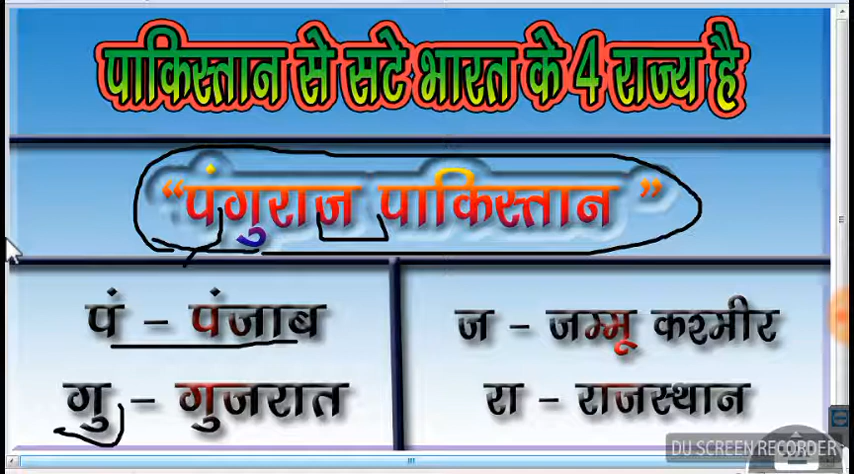 पाकिस्तान से सटे भारत के 4 राज्य है
“पंगुराज पाकिस्तान”
पं – पंजाब
गु – गुजरात
ज – जम्मू कश्मीर
रा – राजस्थान
DU SCREEN RECORDER